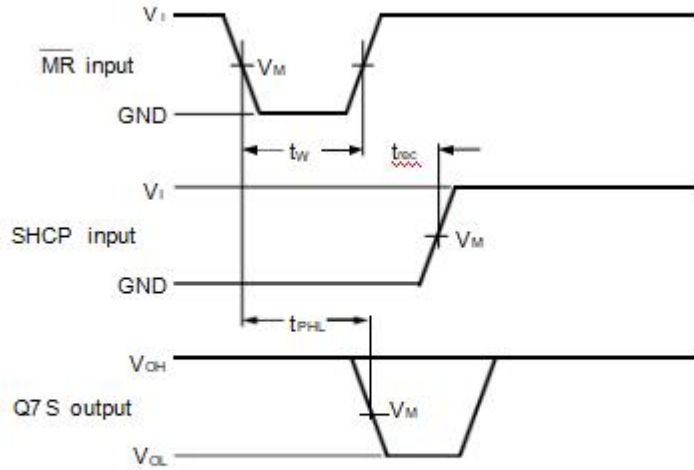 VI
MR input
VM
GND
tW
trec
VI
SHCP input
VM
GND
tPHL
VOH
Q7S output
VM
VOL